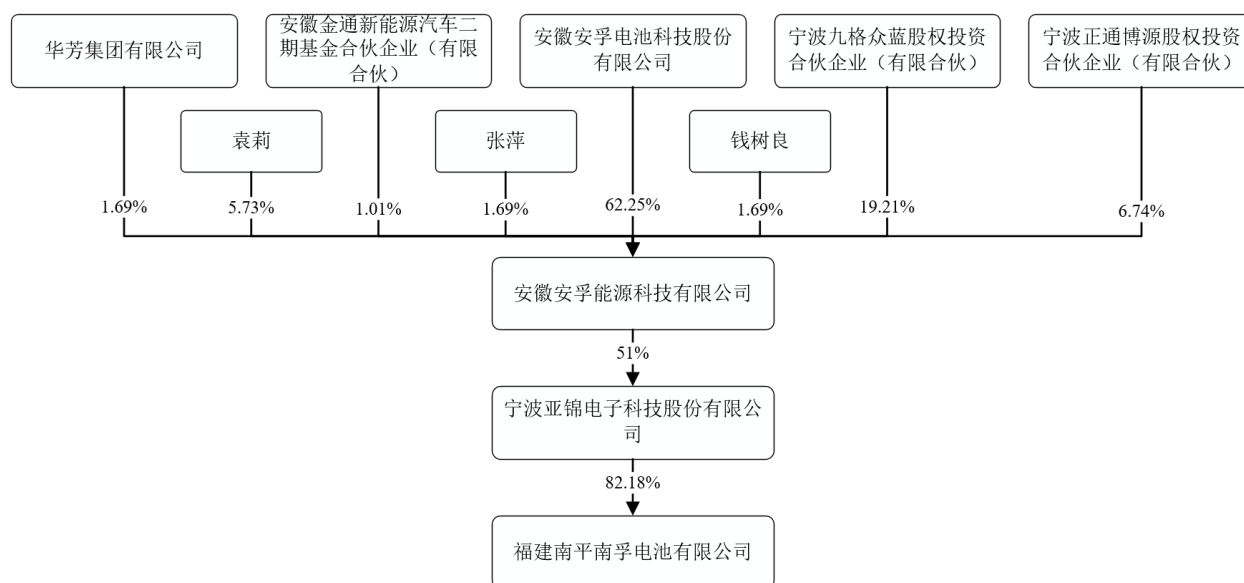 华芳集团有限公司
安徽金通新能源汽车二
期基金合伙企业（有限
合伙）
安徽安孚电池科技股份
有限公司
宁波九格众蓝股权投资
合伙企业（有限合伙）
宁波正通博源股权投资
合伙企业（有限合伙）
袁莉
张萍
钱树良
1.69%
5.73%
1.01%
1.69%
62.25%
1.69%
19.21%
6.74%
安徽安孚能源科技有限公司
51%
宁波亚锦电子科技股份有限公
司
82.18%
福建南平南孚电池有限公司